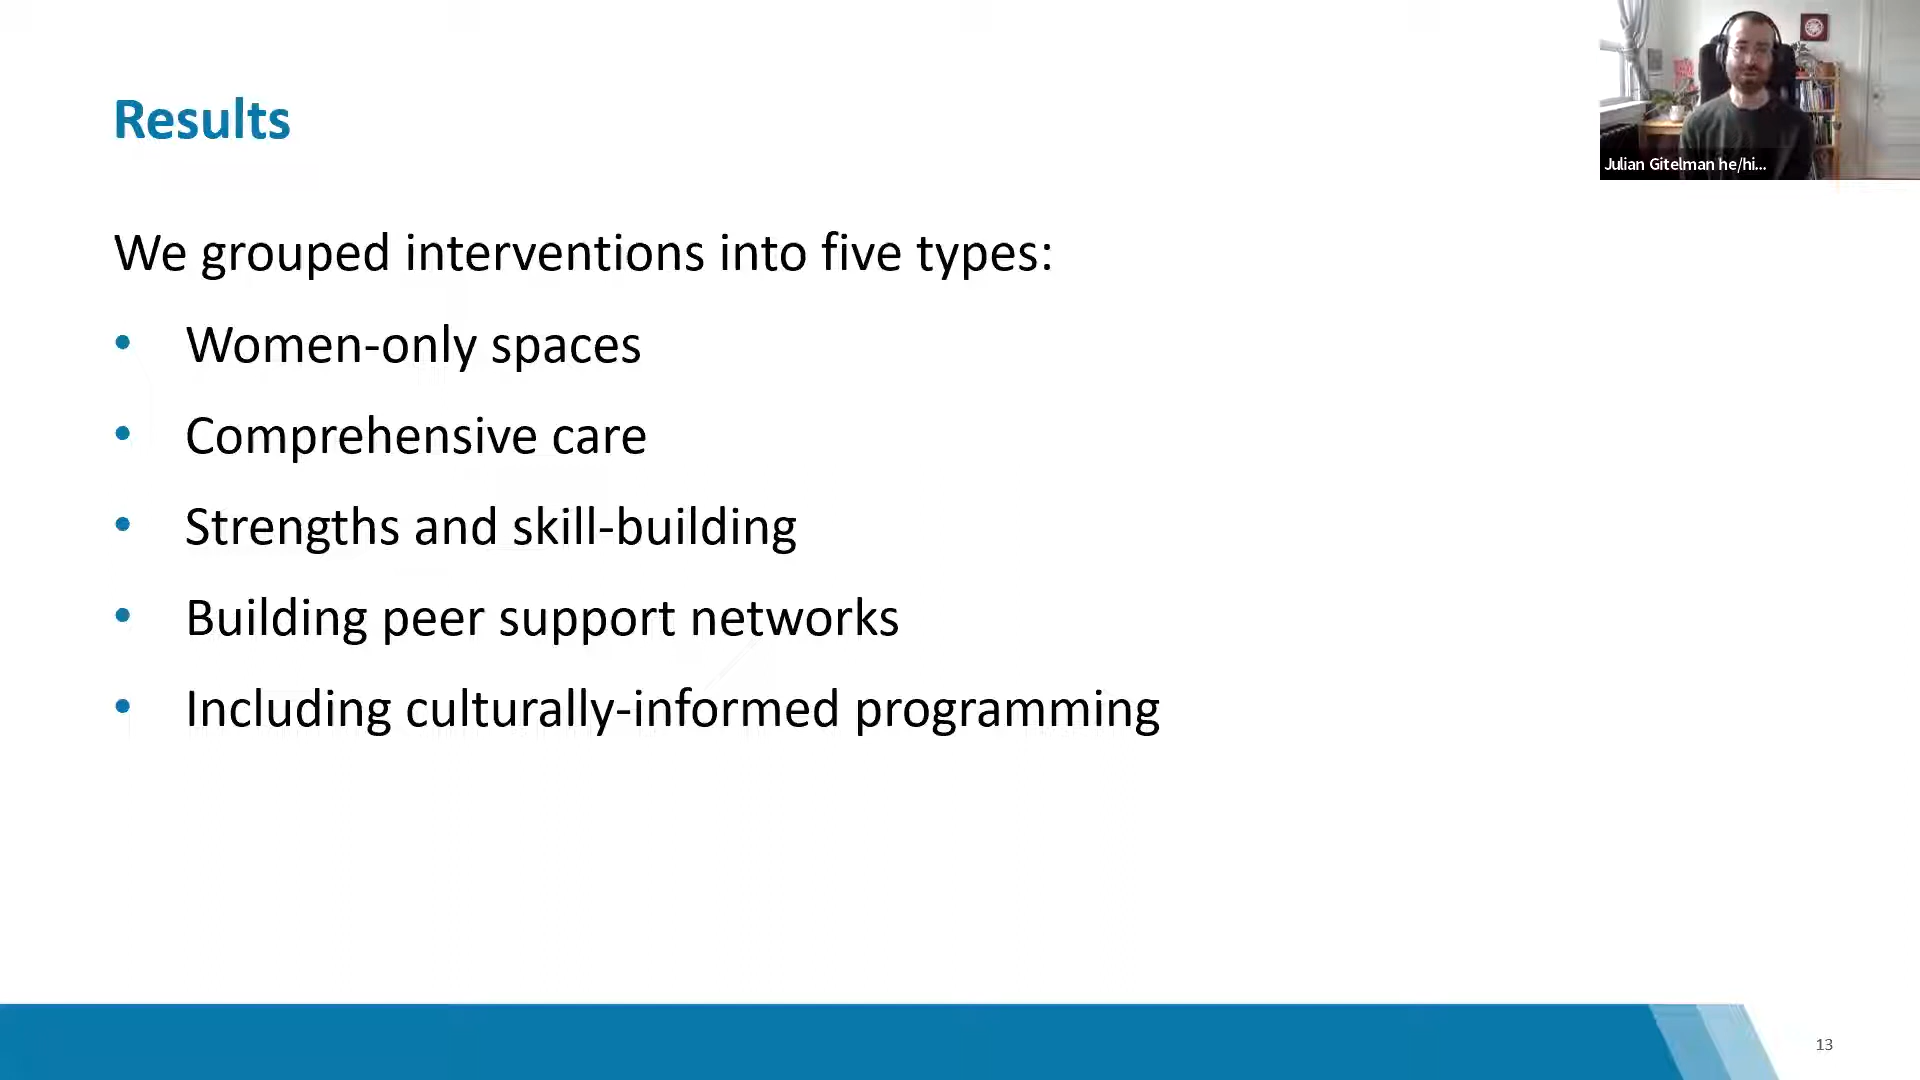 Results
We grouped interventions into five types:
• Women-only spaces
• Comprehensive care
• Strengths and skill-building
• Building peer support networks
• Including culturally-informed programming
Julian Gitelman he/hi...
13